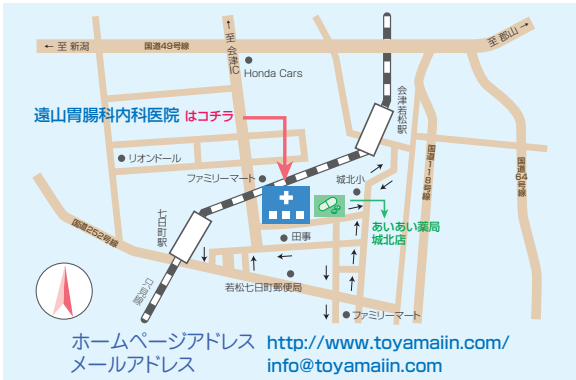 ← 至 新潟
国道49号線
↑ 至 会津IC
至 郡山 →
Honda Cars
遠山胃腸科内科医院 はコチラ
会津若松駅
リオンドール
ファミリーマート
城北小
国道118号線
国道64号線
七日町駅
あいあい薬局
城北店
国道252号線
田事
只見線
若松七日町郵便局
ファミリーマート
ホームページアドレス http://www.toyamaiin.com/
メールアドレス info@toyamaiin.com